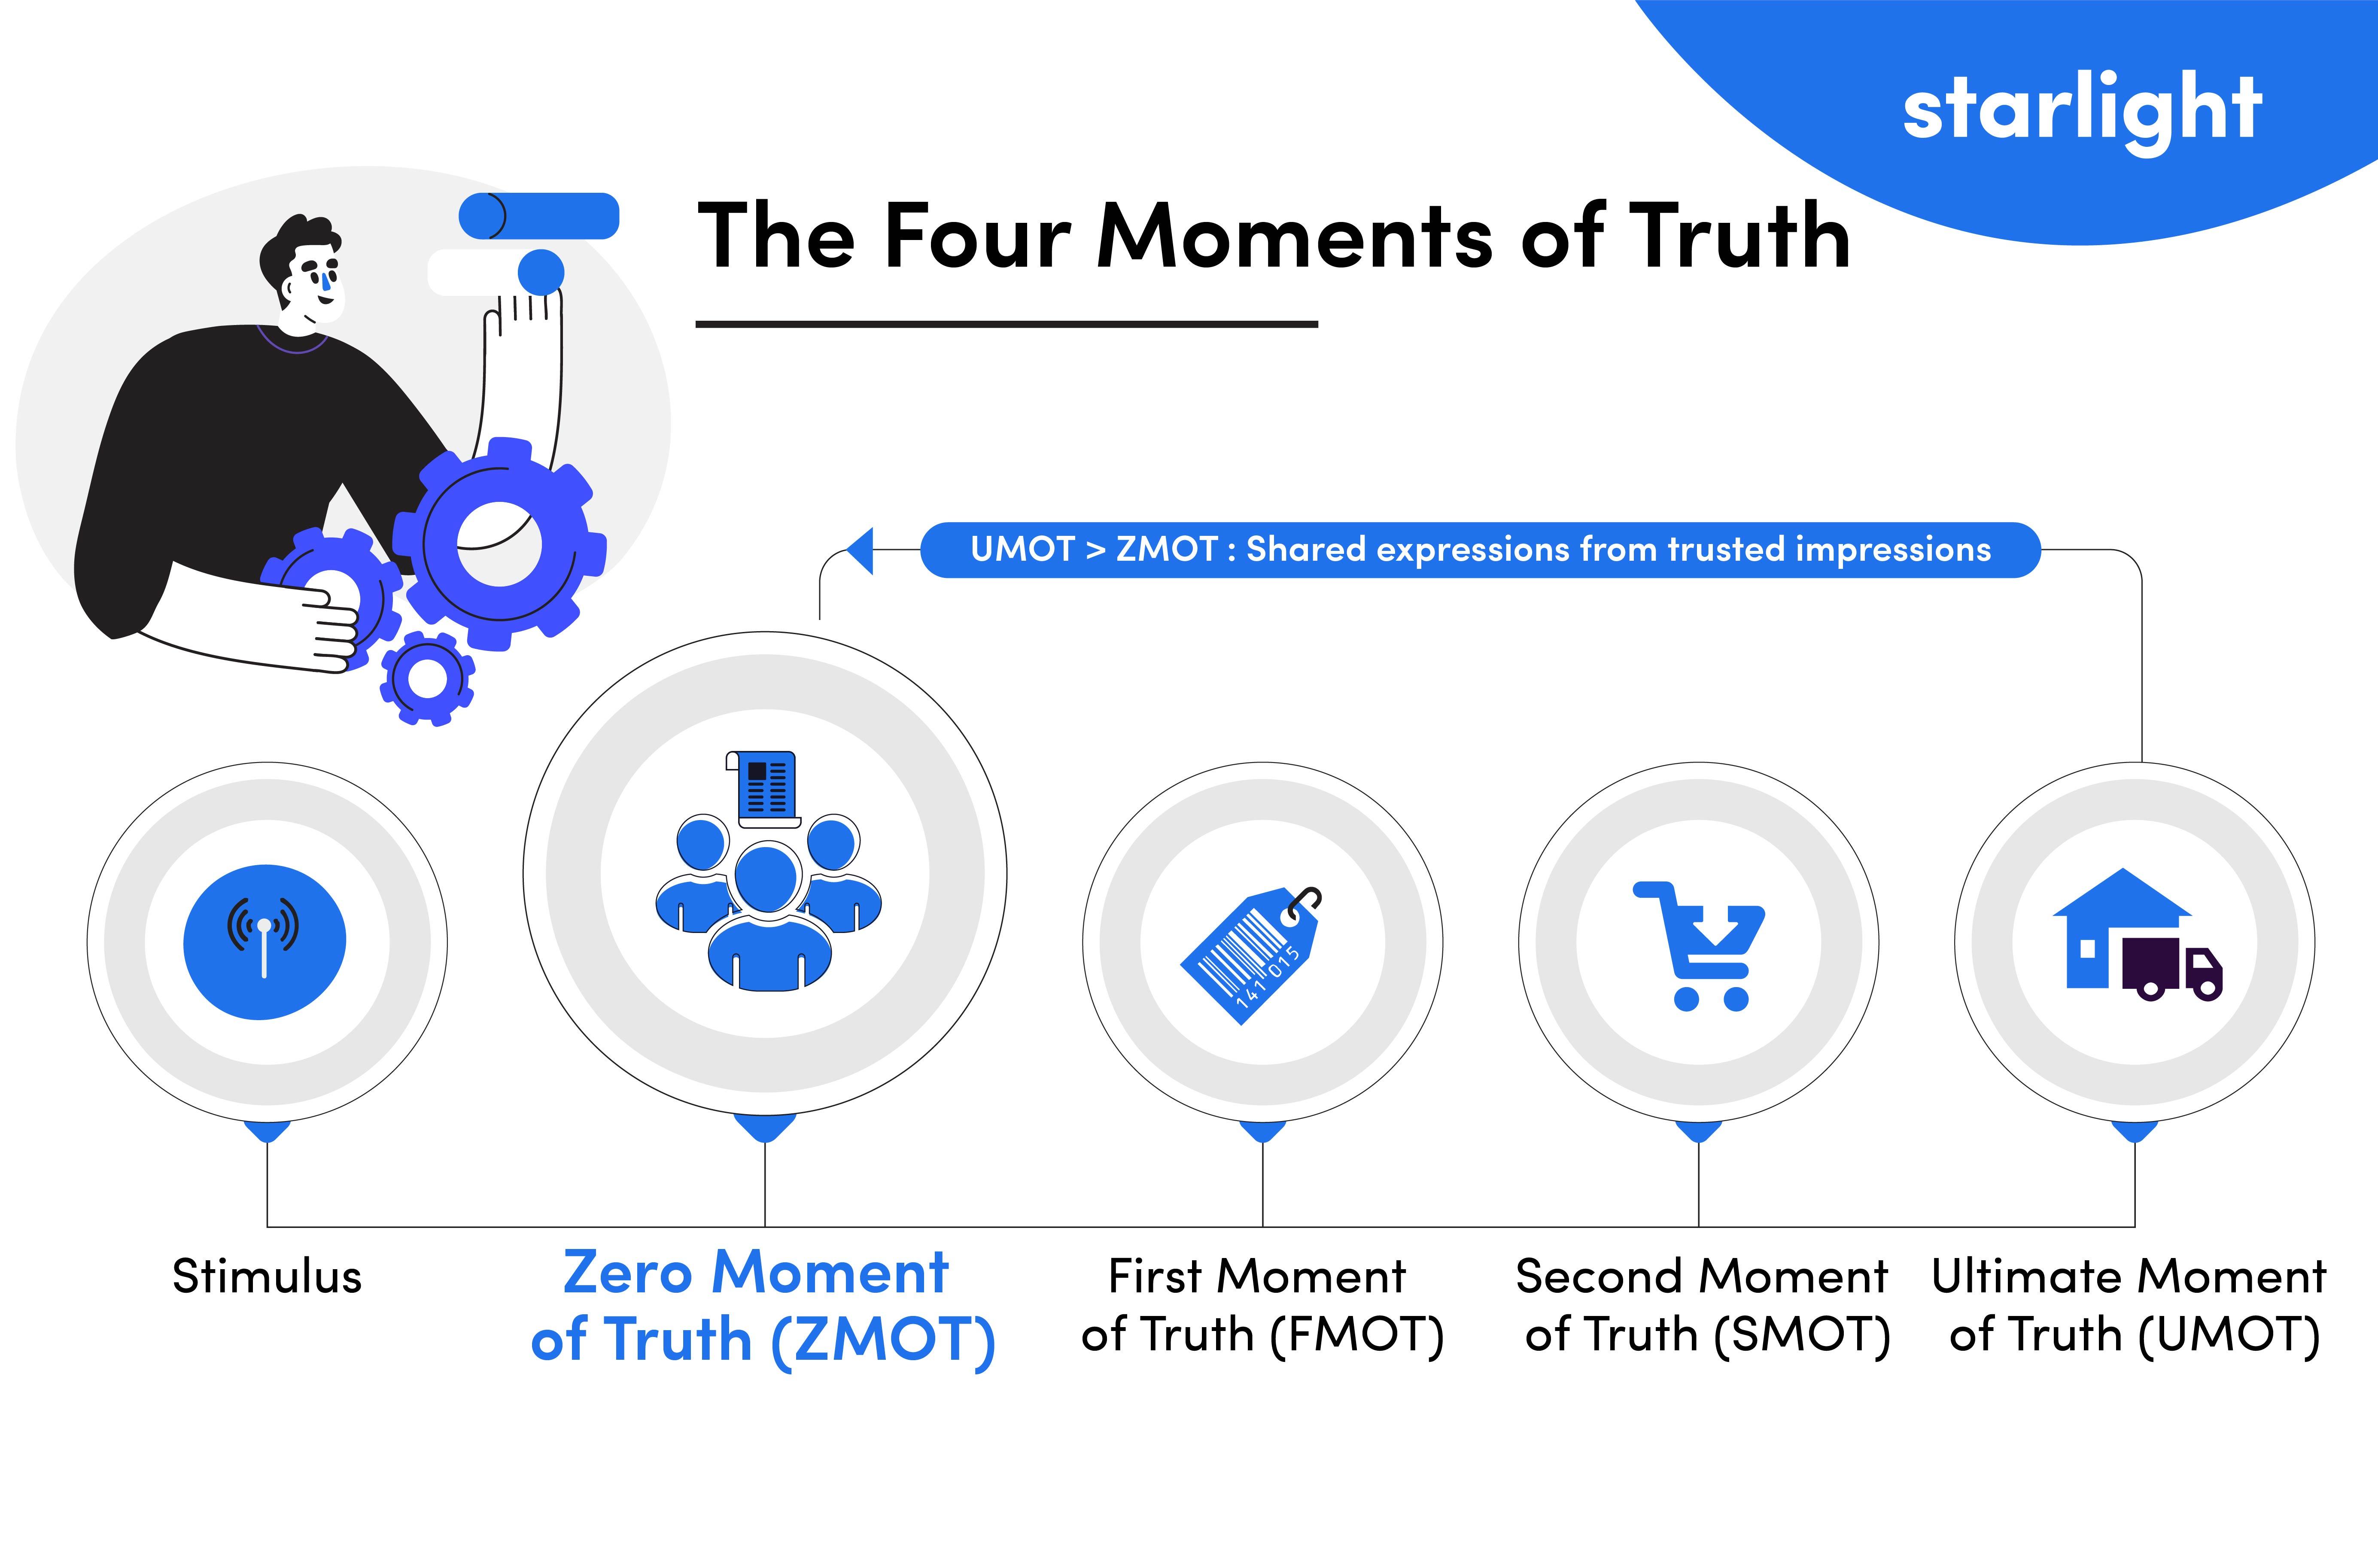 starlight
The Four Moments of Truth
UMOT > ZMOT : Shared expressions from trusted impressions
141 015
Stimulus
Zero Moment
of Truth (ZMOT)
First Moment
of Truth (FMOT)
Second Moment
of Truth (SMOT)
Ultimate Moment
of Truth (UMOT)